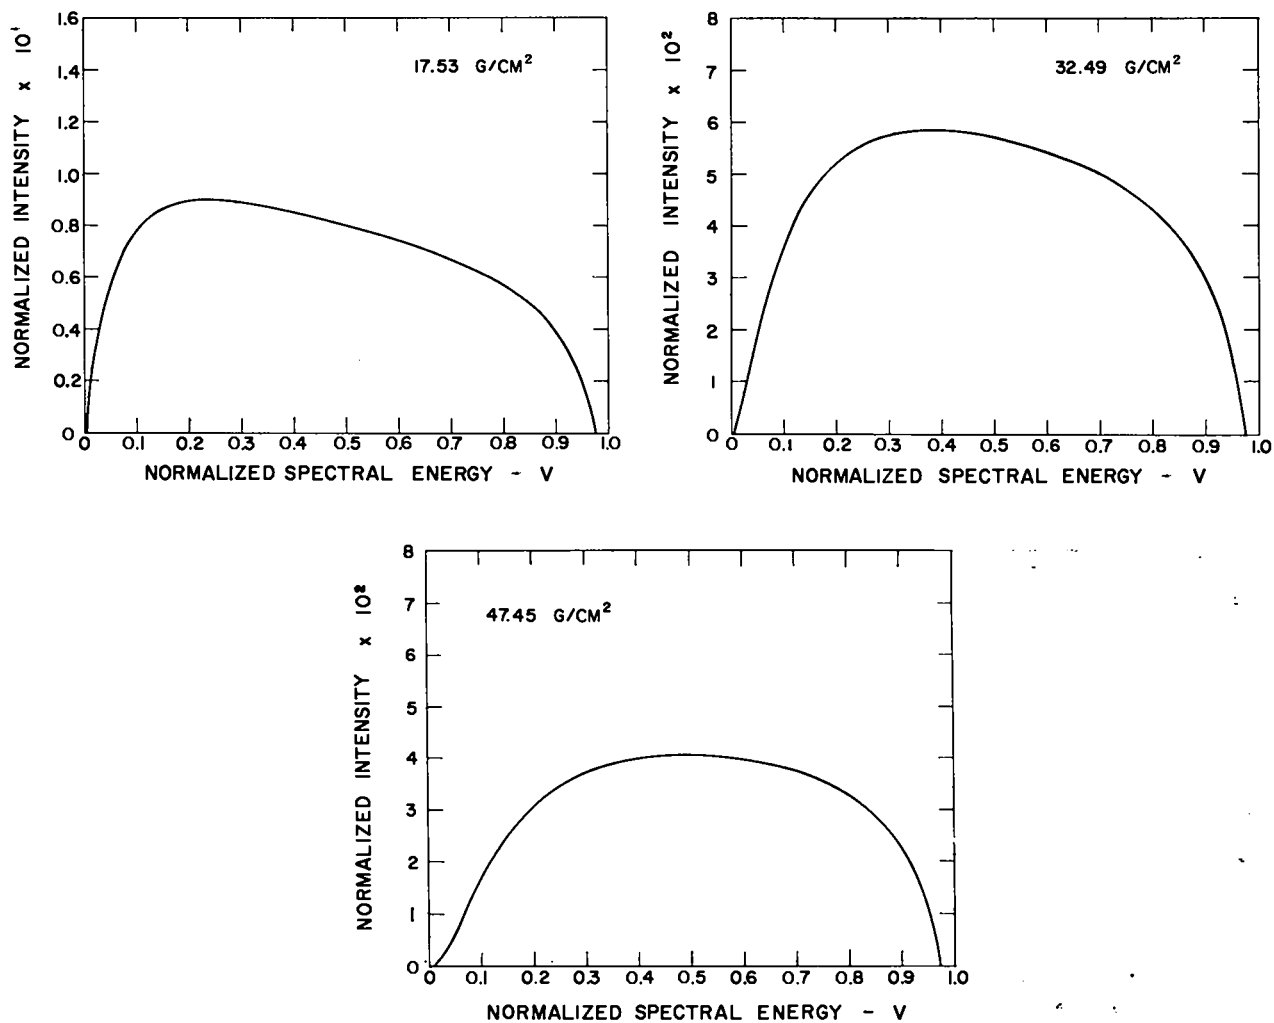 NORMALIZED INTENSITY x 10¹
1.6
1.4
1.2
1.0
0.8
0.6
0.4
0.2
0
17.53 G/CM²
0 0.1 0.2 0.3 0.4 0.5 0.6 0.7 0.8 0.9 1.0
NORMALIZED SPECTRAL ENERGY - V
NORMALIZED INTENSITY x 10²
8
7
6
5
4
3
2
1
0
32.49 G/CM²
0 0.1 0.2 0.3 0.4 0.5 0.6 0.7 0.8 0.9 1.0
NORMALIZED SPECTRAL ENERGY - V
NORMALIZED INTENSITY x 10²
8
7
6
5
4
3
2
1
0
47.45 G/CM²
0 0.1 0.2 0.3 0.4 0.5 0.6 0.7 0.8 0.9 1.0
NORMALIZED SPECTRAL ENERGY - V